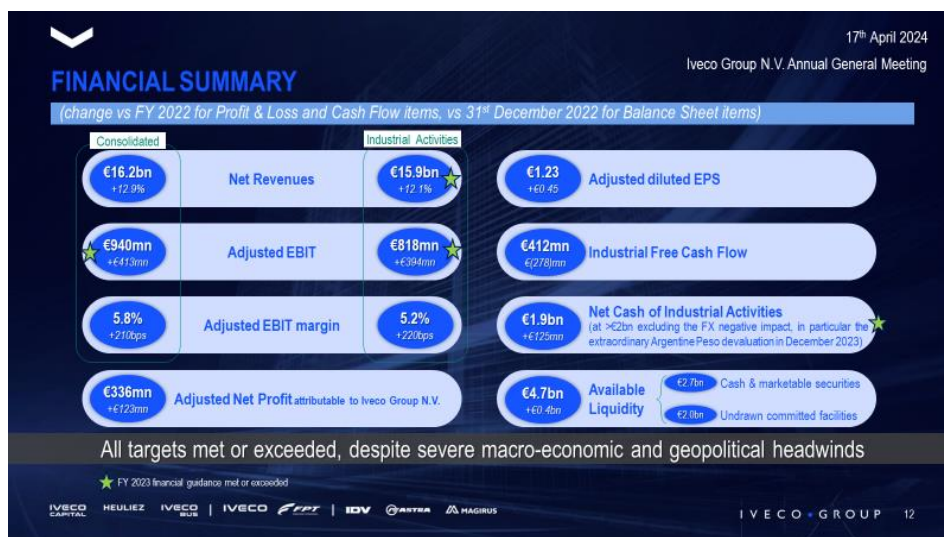 17th April 2024
Iveco Group N.V. Annual General Meeting
FINANCIAL SUMMARY
(change vs FY 2022 for Profit & Loss and Cash Flow items, vs 31st December 2022 for Balance Sheet items)
Consolidated
Industrial Activities
€16.2bn
+12.9%
Net Revenues
€15.9bn
+12.1%
€1.23
+€0.45
Adjusted diluted EPS
€940mn
+€413mn
Adjusted EBIT
€818mn
+€394mn
€412mn
€(278)mn
Industrial Free Cash Flow
5.8%
+210bps
Adjusted EBIT margin
5.2%
+220bps
€1.9bn
+€125mn
Net Cash of Industrial Activities
(at >€2bn excluding the FX negative impact, in particular the
extraordinary Argentine Peso devaluation in December 2023)
€336mn
+€123mn
Adjusted Net Profit attributable to Iveco Group N.V.
€4.7bn
+€0.4bn
Available
Liquidity
€2.7bn
Cash & marketable securities
€2.0bn
Undrawn committed facilities
All targets met or exceeded, despite severe macro-economic and geopolitical headwinds
FY 2023 financial guidance met or exceeded
IVECO
CAPITAL
HEULIEZ
IVECO
BUS
| IVECO FPT | IDV ASTRA MAGIRUS
IVECO • GROUP 12